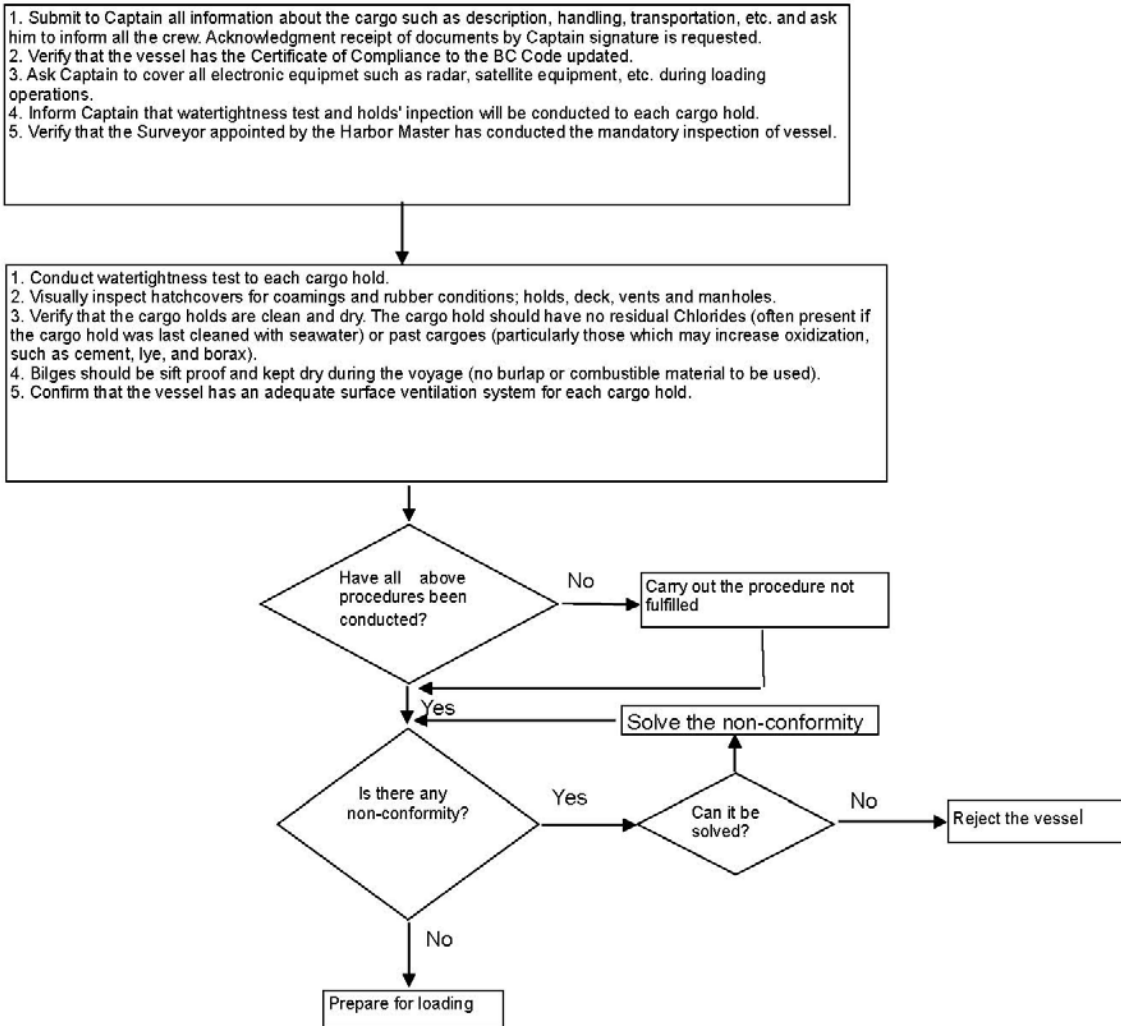 1. Submit to Captain all information about the cargo such as description, handling, transportation, etc. and ask
him to inform all the crew. Acknowledgment receipt of documents by Captain signature is requested.
2. Verify that the vessel has the Certificate of Compliance to the BC Code updated.
3. Ask Captain to cover all electronic equipmet such as radar, satellite equipment, etc. during loading
operations.
4. Inform Captain that watertightness test and holds' inpection will be conducted to each cargo hold.
5. Verify that the Surveyor appointed by the Harbor Master has conducted the mandatory inspection of vessel.
1. Conduct watertightness test to each cargo hold.
2. Visually inspect hatchcovers for coamings and rubber conditions; holds, deck, vents and manholes.
3. Verify that the cargo holds are clean and dry. The cargo hold should have no residual Chlorides (often present if
the cargo hold was last cleaned with seawater) or past cargoes (particularly those which may increase oxidization,
such as cement, lye, and borax).
4. Bilges should be sift proof and kept dry during the voyage (no burlap or combustible material to be used).
5. Confirm that the vessel has an adequate surface ventilation system for each cargo hold.
Have all above
procedures been
conducted?
No
Carry out the procedure not
fulfilled
Yes
Solve the non-conformity
Is there any
non-conformity?
Yes
Can it be
solved?
No
Reject the vessel
No
Prepare for loading